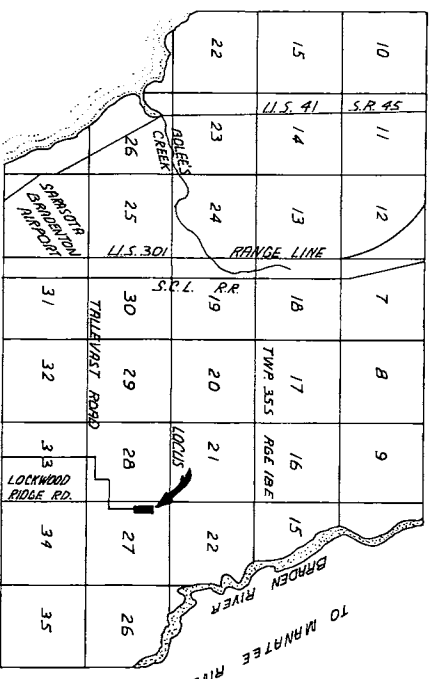 22 15 10
U.S. 41 S.R. 45
26 23 14 11
BOLEE'S
CREEK
SARASOTA
BRADENTON
AIRPORT
25 24 13 12
U.S. 301 RANGE LINE
S.C.L. R.R.
31 30 19 18 7
TALLEVAST ROAD
32 29 20 17 8
TWP. 35S RGE 18E
33 28 21 16 9
LOCUS
LOCKWOOD
RIDGE RD.
34 27 22 15
BRADEN RIVER
35 26
TO MANATEE RIV